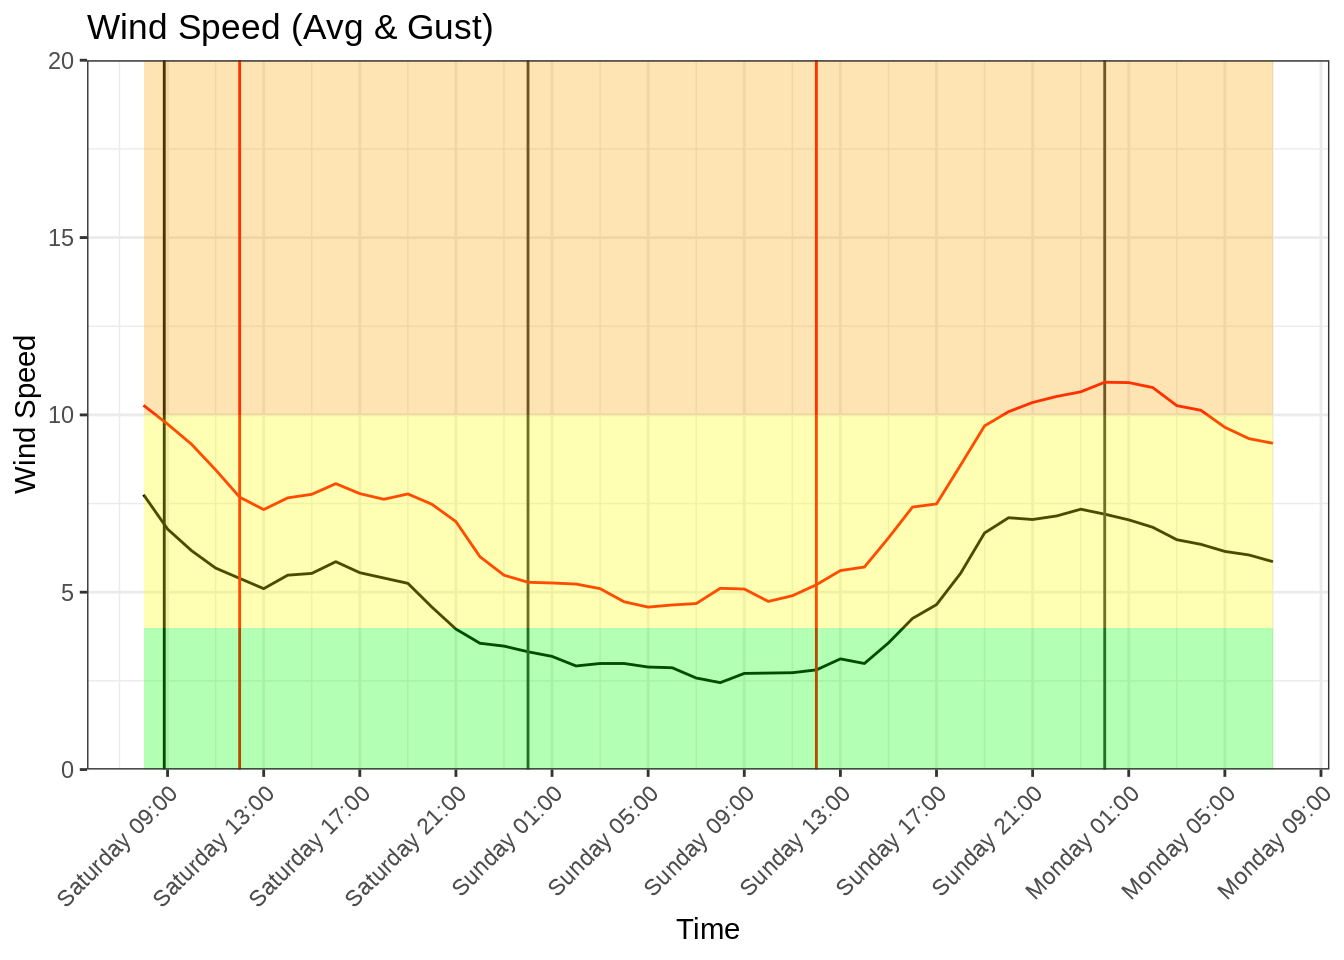 Wind Speed (Avg & Gust)
20
15
10
5
0
Wind Speed
Saturday 09:00
Saturday 13:00
Saturday 17:00
Saturday 21:00
Sunday 01:00
Sunday 05:00
Sunday 09:00
Sunday 13:00
Sunday 17:00
Sunday 21:00
Monday 01:00
Monday 05:00
Monday 09:00
Time